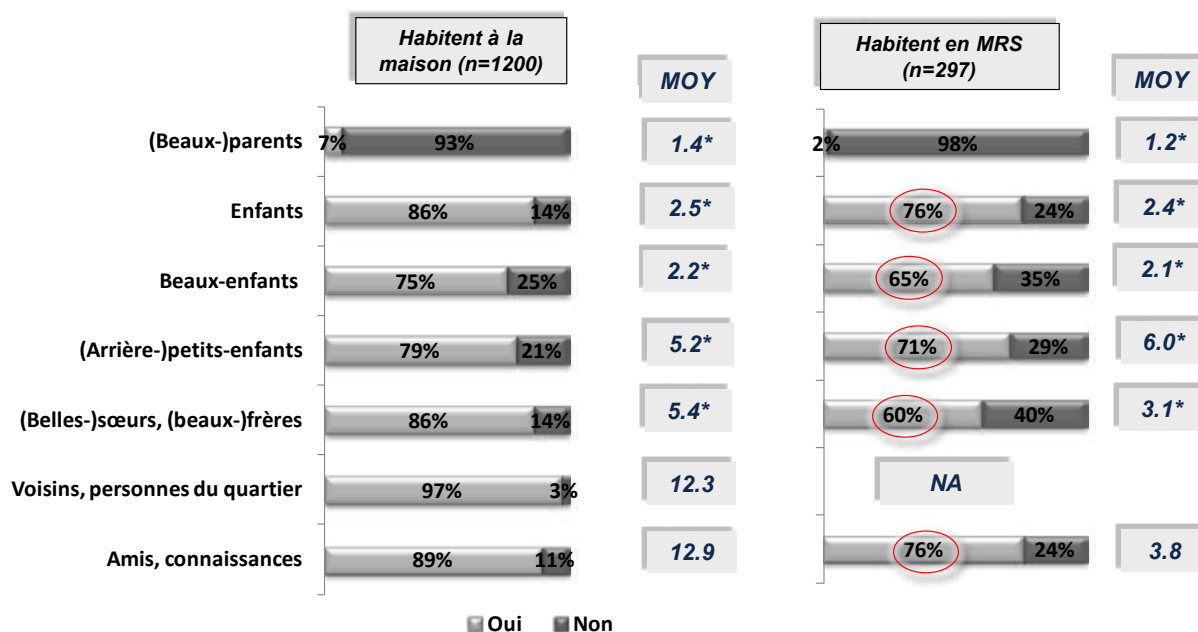 Habitent à la
maison (n=1200)
MOY
Habitent en MRS
(n=297)
MOY
(Beaux-)parents 7% 93% 1.4* 2% 98% 1.2*
Enfants 86% 14% 2.5* 76% 24% 2.4*
Beaux-enfants 75% 25% 2.2* 65% 35% 2.1*
(Arrière-)petits-enfants 79% 21% 5.2* 71% 29% 6.0*
(Belles-)sœurs, (beaux-)frères 86% 14% 5.4* 60% 40% 3.1*
Voisins, personnes du quartier 97% 3% 12.3 NA
Amis, connaissances 89% 11% 12.9 76% 24% 3.8
Oui Non